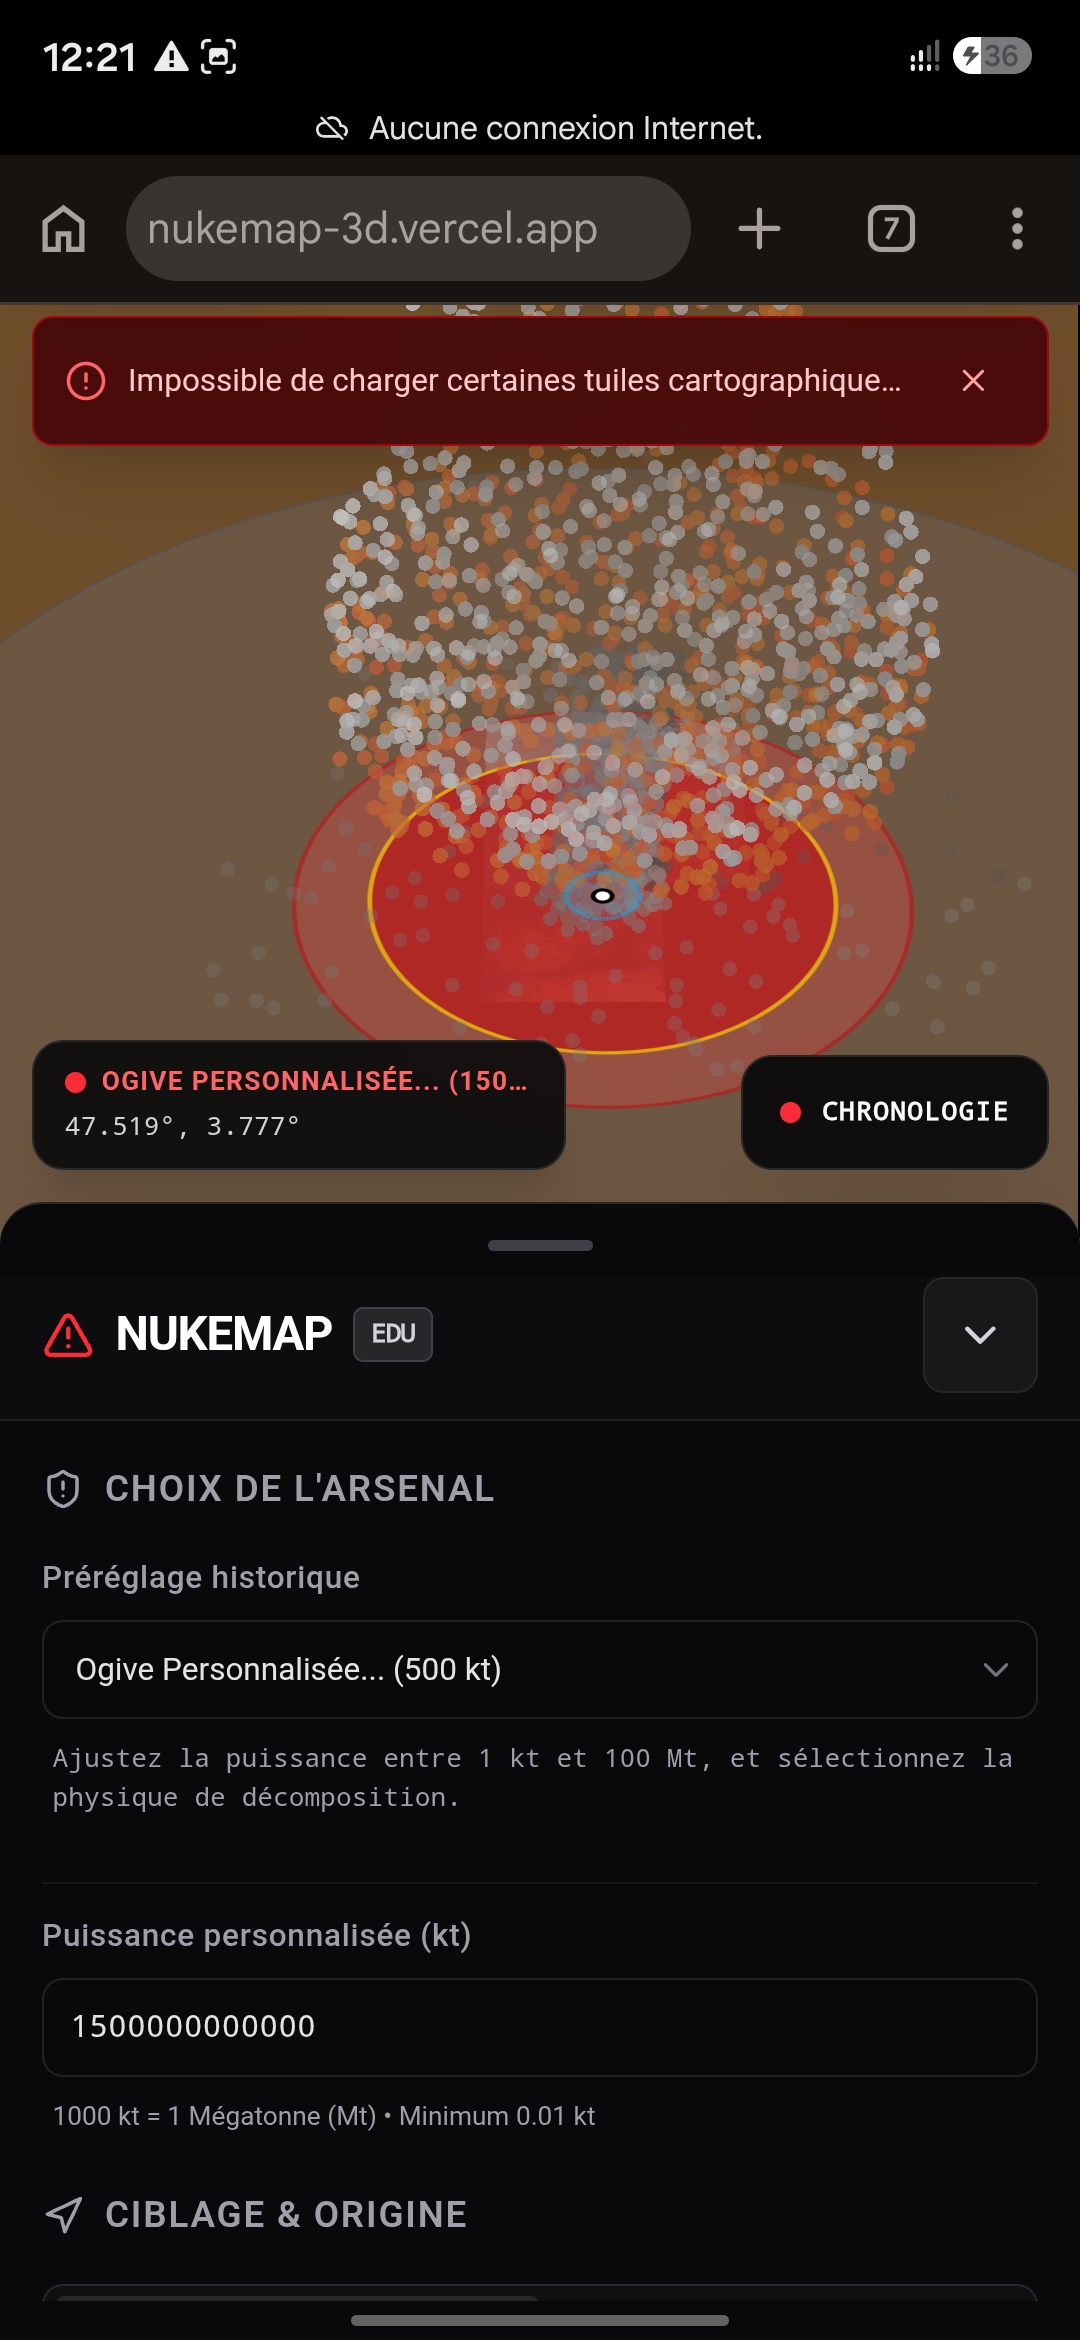 12:21
36
Aucune connexion Internet.
nukemap-3d.vercel.app
7
Impossible de charger certaines tuiles cartographique...
OGIVE PERSONNALISÉE... (150...
47.519°, 3.777°
CHRONOLOGIE
NUKEMAP
EDU
CHOIX DE L'ARSENAL
Préréglage historique
Ogive Personnalisée... (500 kt)
Ajustez la puissance entre 1 kt et 100 Mt, et sélectionnez la
physique de décomposition.
Puissance personnalisée (kt)
1500000000000
1000 kt = 1 Mégatonne (Mt) • Minimum 0.01 kt
CIBLAGE & ORIGINE